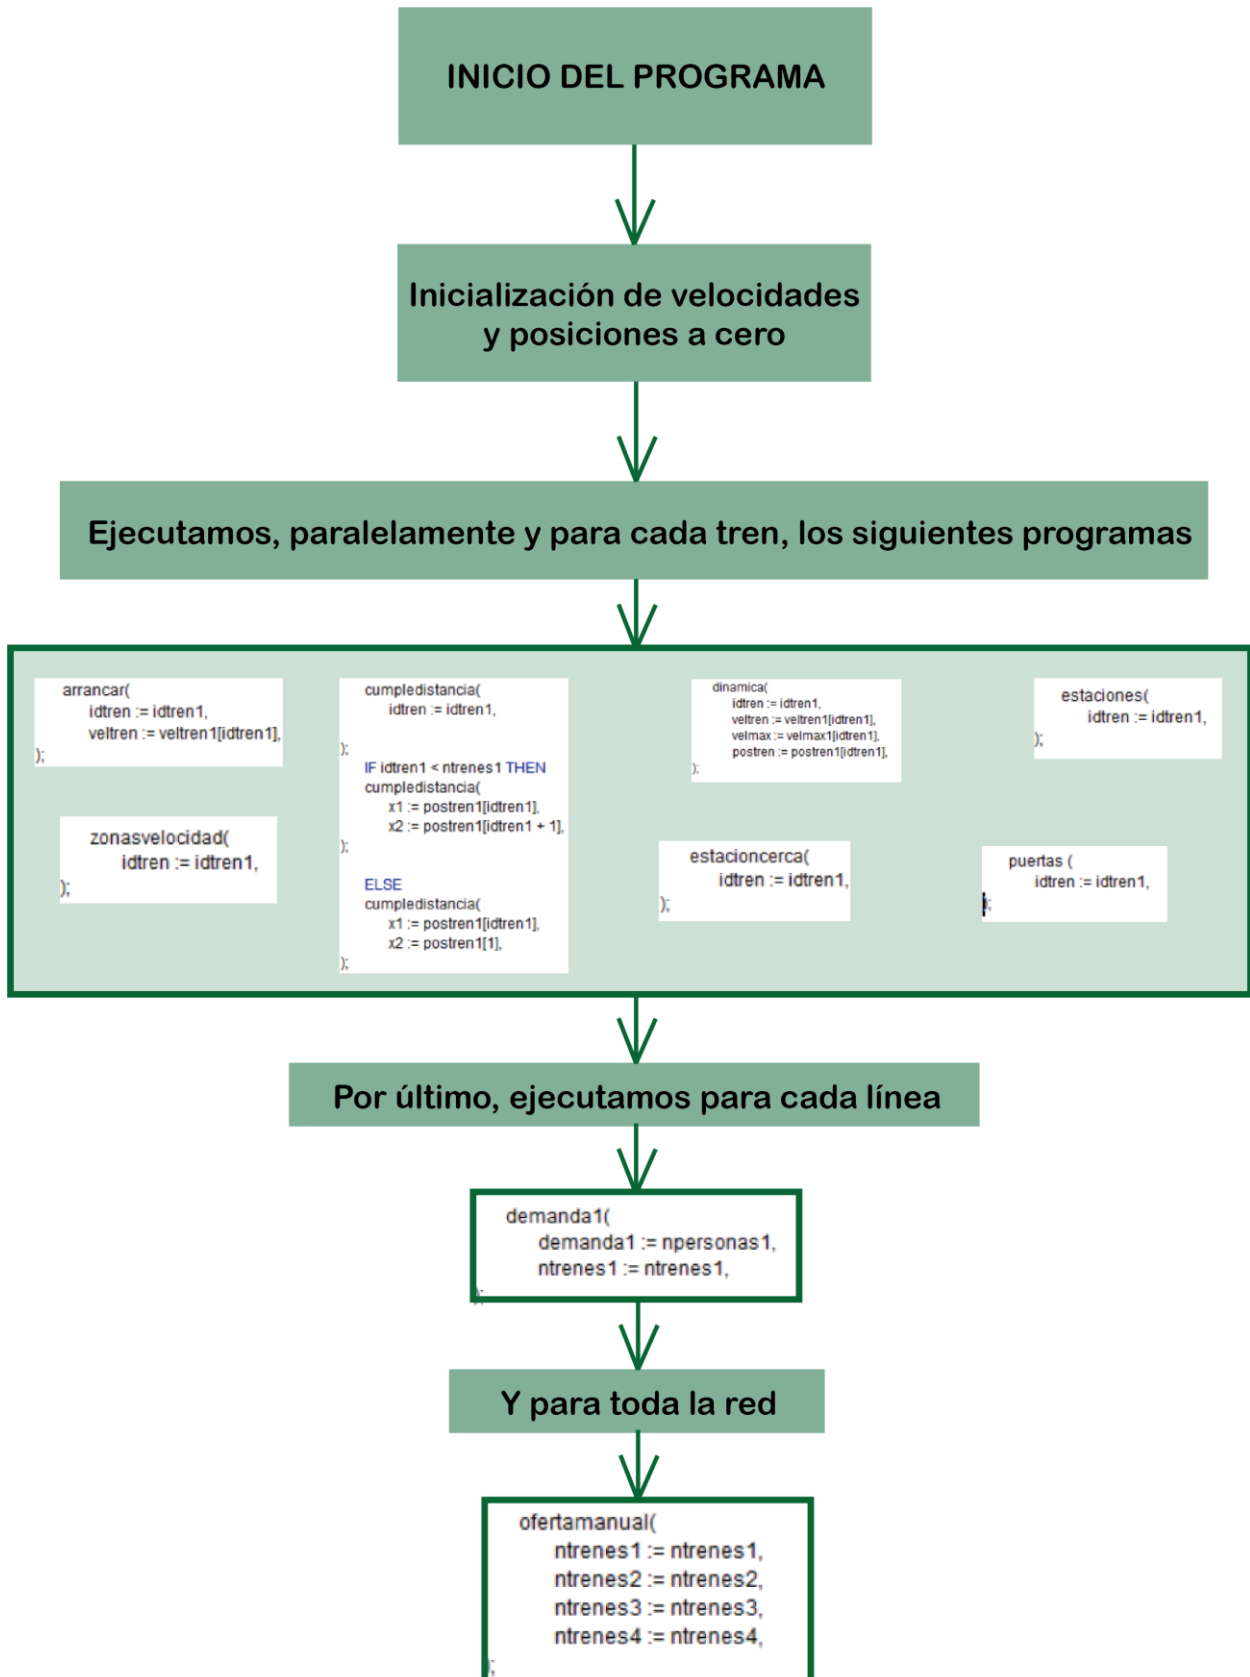 INICIO DEL PROGRAMA
Inicialización de velocidades
y posiciones a cero
Ejecutamos, paralelamente y para cada tren, los siguientes programas
arrancar(
idtren := idtren1,
veltren := veltren1[idtren1],
);
zonasvelocidad(
idtren := idtren1,
);
cumpledistancia(
idtren := idtren1,
);
IF idtren1 < ntrenes1 THEN
cumpledistancia(
x1 := postren1[idtren1],
x2 := postren1[idtren1 + 1],
);
ELSE
cumpledistancia(
x1 := postren1[idtren1],
x2 := postren1[1],
);
dinamica(
idtren := idtren1,
veltren := veltren1[idtren1],
velmax := velmax1[idtren1],
postren := postren1[idtren1],
);
estacioncerca(
idtren := idtren1,
);
estaciones(
idtren := idtren1,
);
puertas (
idtren := idtren1,
);
Por último, ejecutamos para cada línea
demanda1(
demanda1 := npersonas1,
ntrenes1 := ntrenes1,
);
Y para toda la red
ofertamanual(
ntrenes1 := ntrenes1,
ntrenes2 := ntrenes2,
ntrenes3 := ntrenes3,
ntrenes4 := ntrenes4,
);